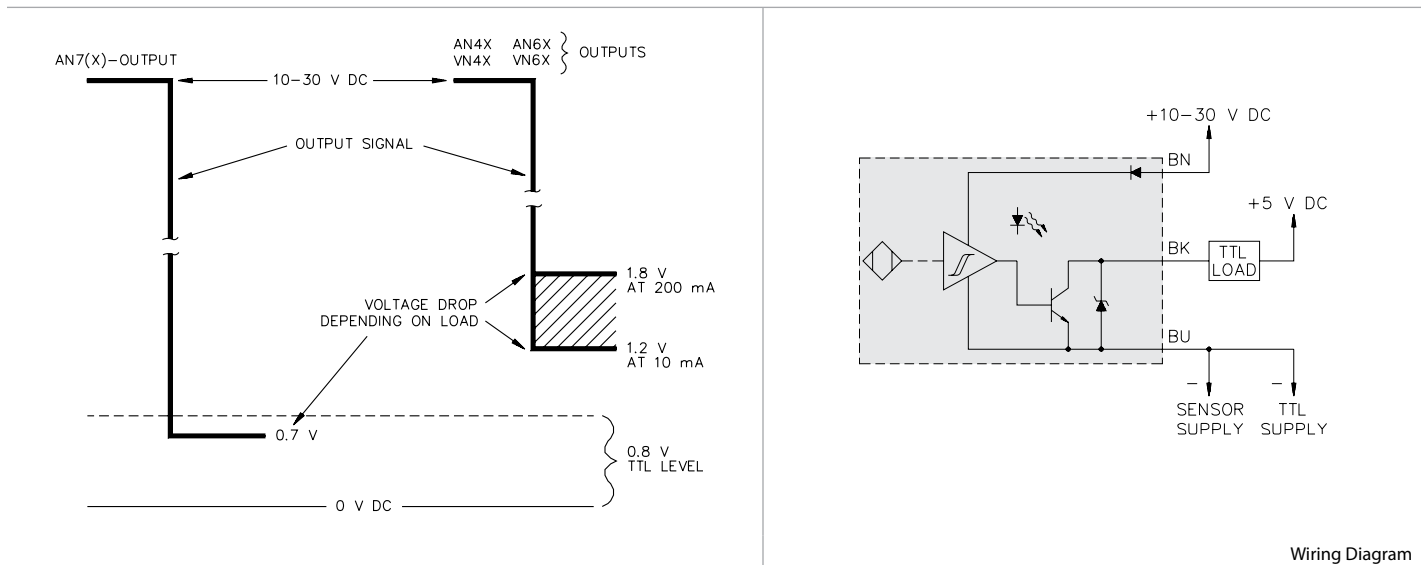 AN7(X)-OUTPUT
10-30 V DC
AN4X AN6X
VN4X VN6X
OUTPUTS
OUTPUT SIGNAL
1.8 V
AT 200 mA
VOLTAGE DROP
DEPENDING ON LOAD
1.2 V
AT 10 mA
0.7 V
0.8 V
TTL LEVEL
0 V DC
+10-30 V DC
BN
+5 V DC
BK
TTL
LOAD
BU
− −
SENSOR
SUPPLY
TTL
SUPPLY
Wiring Diagram